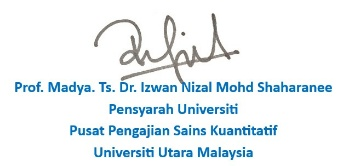 Prof. Madya. Ts. Dr. Izwan Nizal Mohd Shaharanee
Pensyarah Universiti
Pusat Pengajian Sains Kuantitatif
Universiti Utara Malaysia